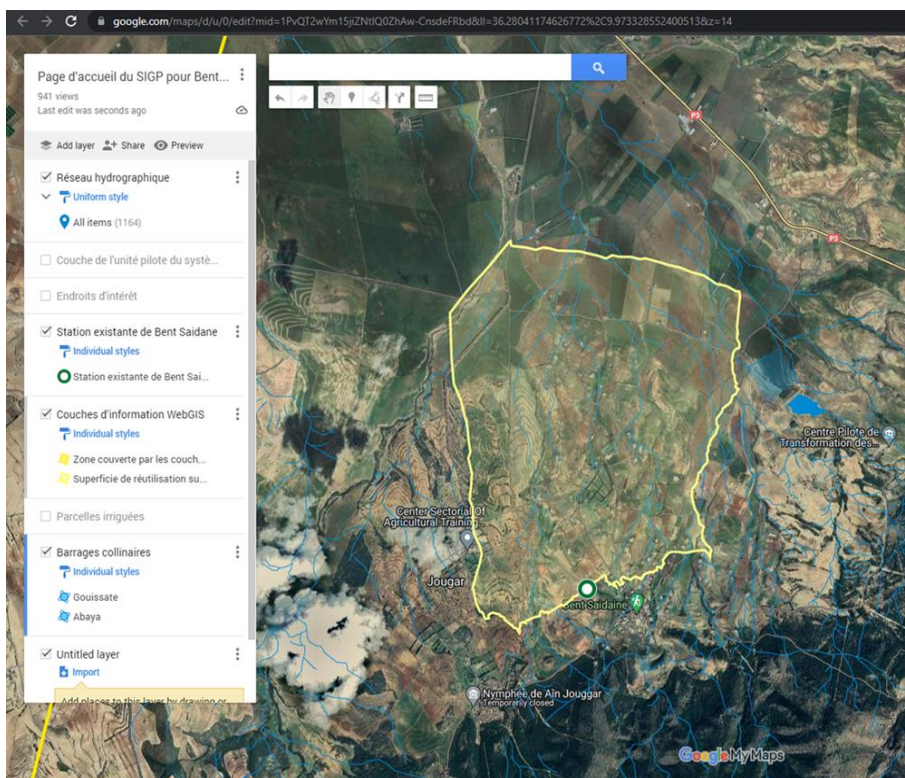 google.com/maps/d/u/0/edit?mid=1PvQT2wYm15jiZNtIQ0ZhAw-CnsdeFRbd&ll=36.28041174626772%2C9.973328552400513&z=14
Page d'accueil du SIGP pour Bent...
941 views
Last edit was seconds ago
Add layer Share Preview
Réseau hydrographique
Uniform style
All items (1164)
Couche de l'unité pilote du systè...
Endroits d'intérêt
Station existante de Bent Saidane
Individual styles
Station existante de Bent Sai...
Couches d'information WebGIS
Individual styles
Zone couverte par les couch...
Superficie de réutilisation su...
Parcelles irriguées
Barrages collinaires
Individual styles
Gouissate
Abaya
Untitled layer
Import
Add places to this layer by drawing or
P3
P3
Centre Pilote de
Transformation des...
Center Sectorial Of
Agricultural Training...
Jougar
Bent Saidaine
Nymphée de Aïn Jouggar
Temporarily closed
Google My Maps